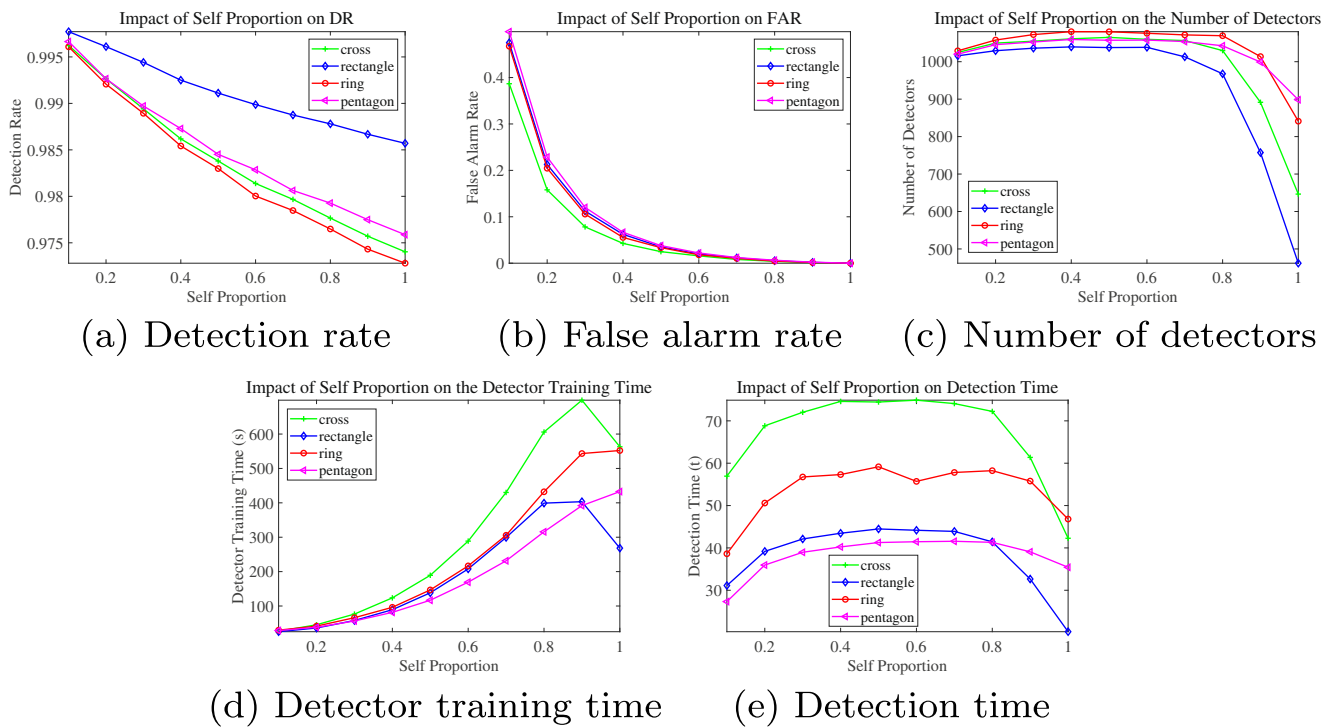 Impact of Self Proportion on DR
0.995
0.99
0.985
0.98
0.975
0.2 0.4 0.6 0.8 1
Detection Rate
Self Proportion
cross
rectangle
ring
pentagon
(a) Detection rate
Impact of Self Proportion on FAR
0.4
0.3
0.2
0.1
0
0.2 0.4 0.6 0.8 1
False Alarm Rate
Self Proportion
cross
rectangle
ring
pentagon
(b) False alarm rate
Impact of Self Proportion on the Number of Detectors
1000
900
800
700
600
500
0.2 0.4 0.6 0.8 1
Number of Detectors
Self Proportion
cross
rectangle
ring
pentagon
(c) Number of detectors
Impact of Self Proportion on the Detector Training Time
600
500
400
300
200
100
0.2 0.4 0.6 0.8 1
Detector Training Time (s)
Self Proportion
cross
rectangle
ring
pentagon
(d) Detector training time
Impact of Self Proportion on Detection Time
70
60
50
40
30
0.2 0.4 0.6 0.8 1
Detection Time (t)
Self Proportion
cross
rectangle
ring
pentagon
(e) Detection time